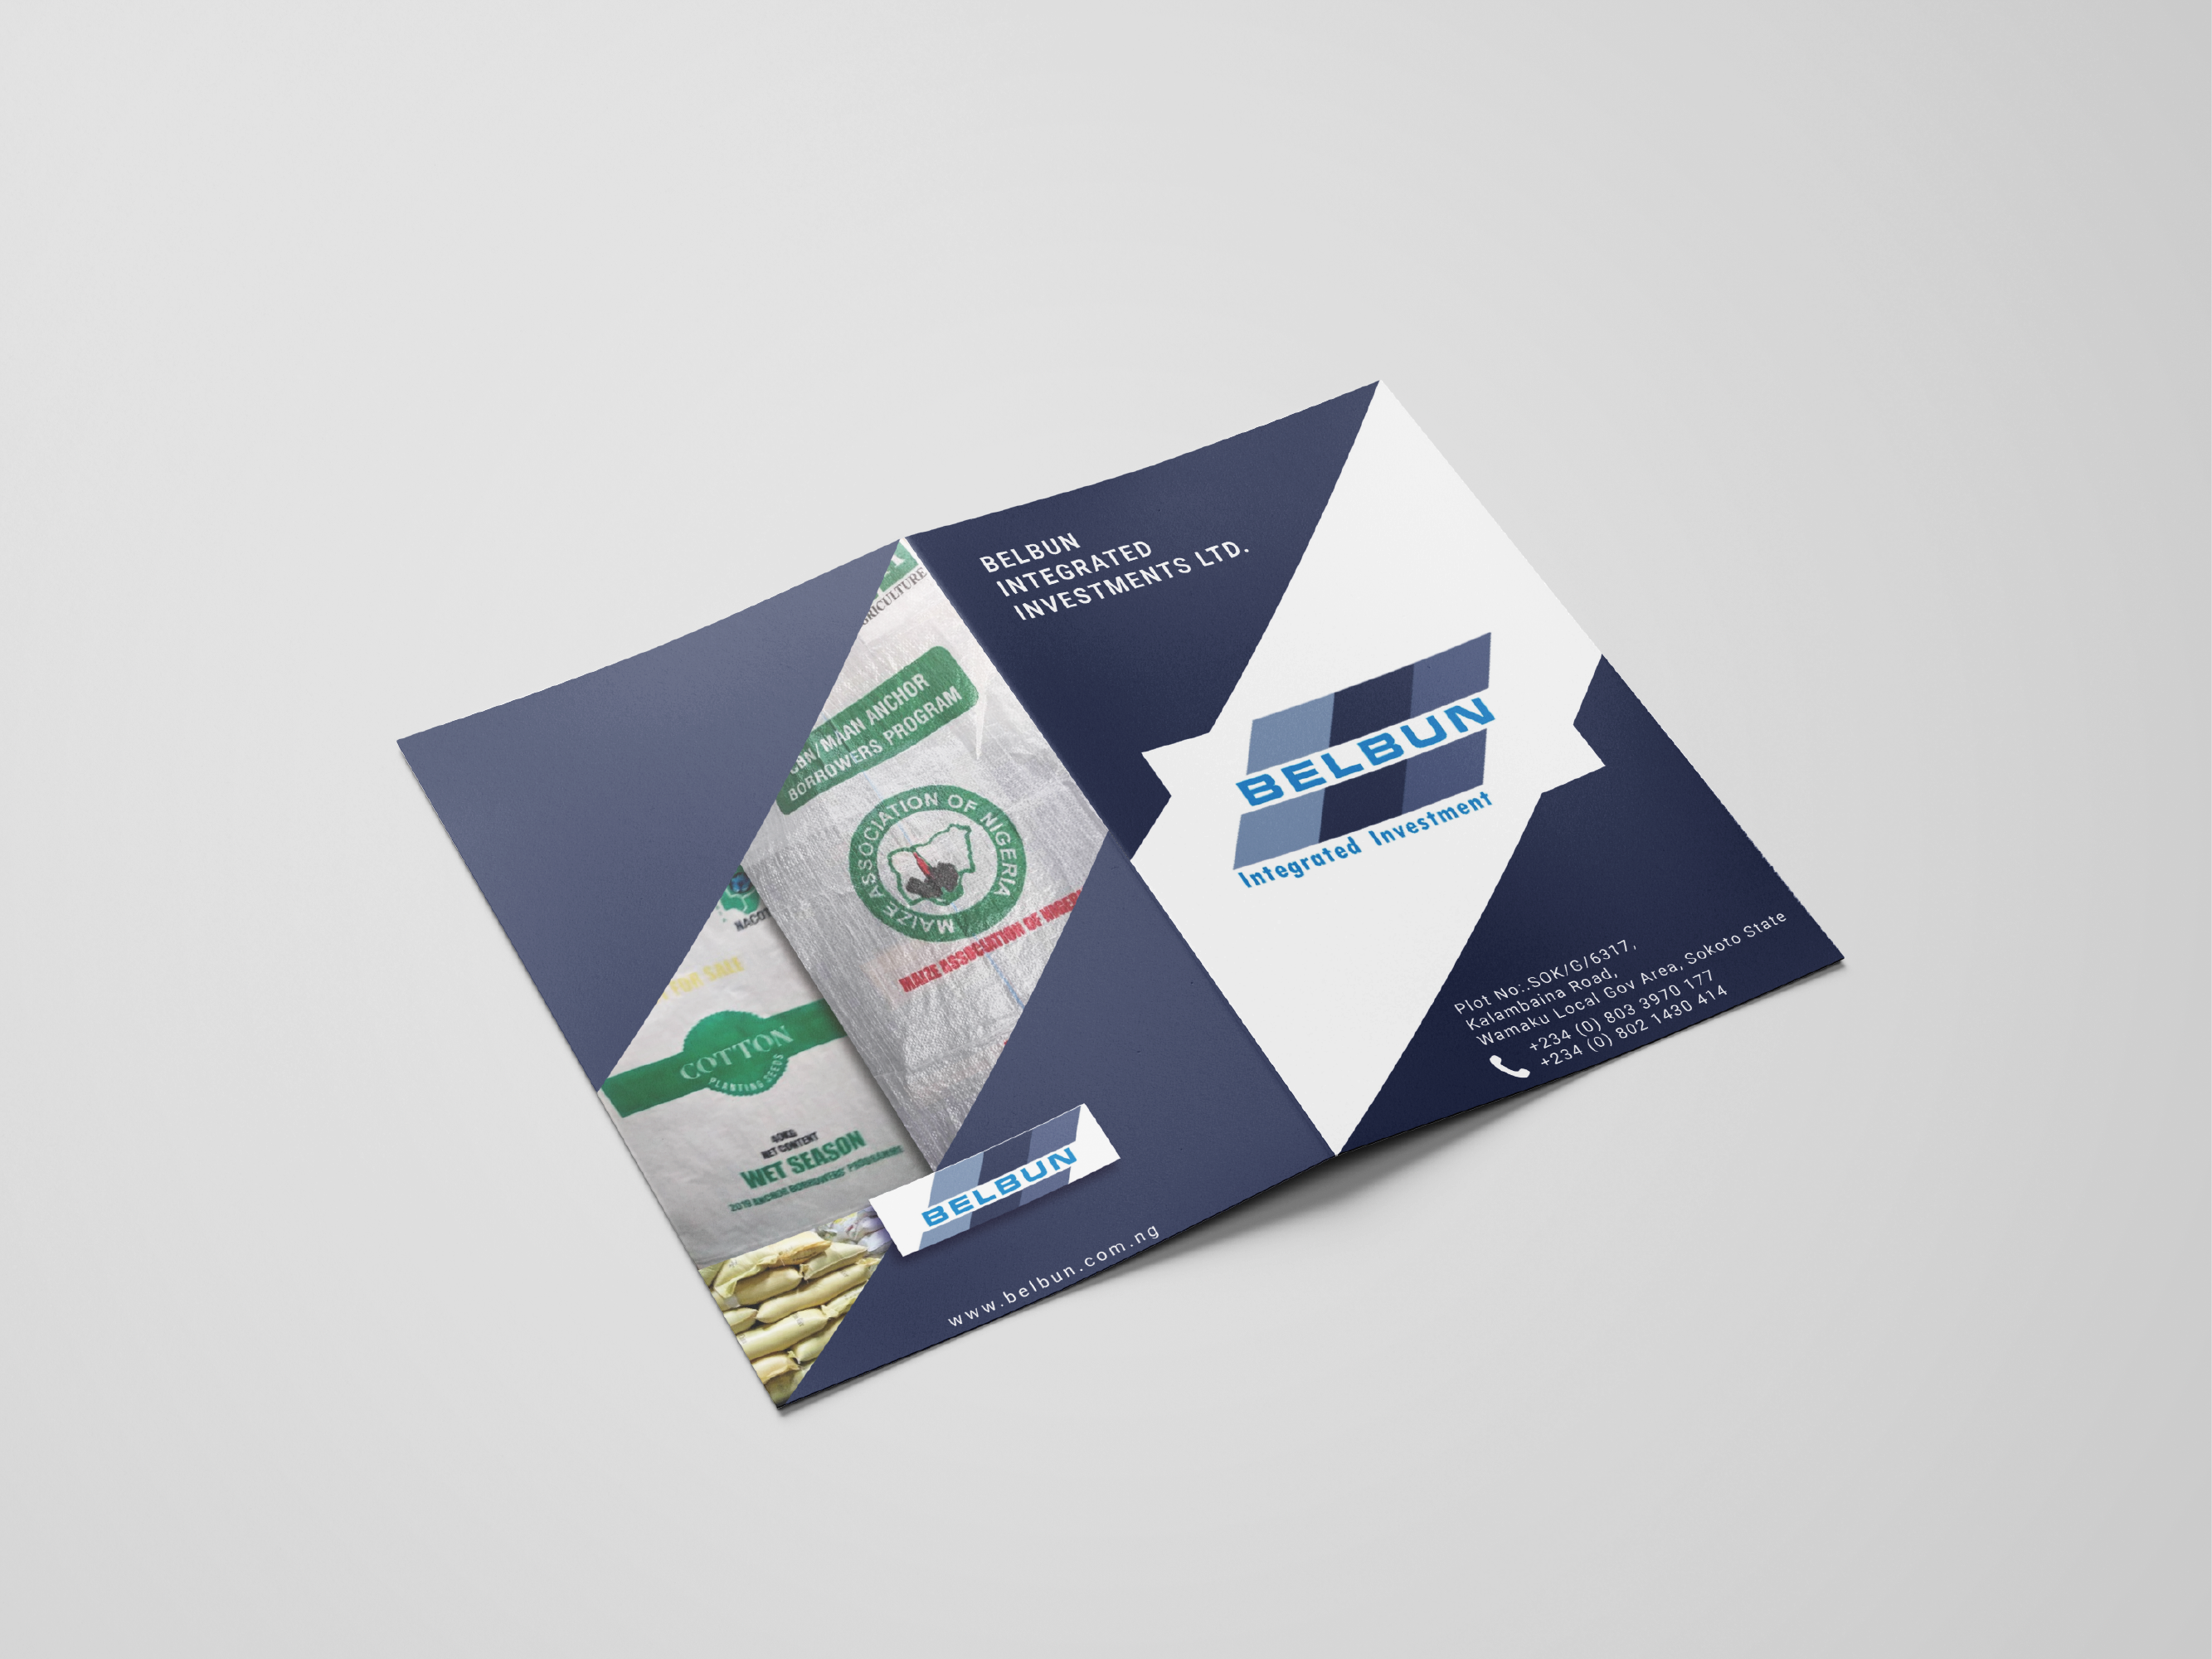 BELBUN
INTEGRATED
INVESTMENTS LTD.
BELBUN
Integrated Investment
Plot No:.SOK/G/6317,
Kalambaina Road,
Wamaku Local Gov Area, Sokoto State
+234 (0) 803 3970 177
+234 (0) 802 1430 414
CBN/MAAN ANCHOR
BORROWERS PROGRAM
MAIZE ASSOCIATION OF NIGERIA
MAIZE ASSOCIATION OF
FOR SALE
COTTON
PLANTING SEEDS
40KG
NET CONTENT
WET SEASON
2019 ANCHOR BORROWERS' PROGRAMME
BELBUN
www.belbun.com.ng